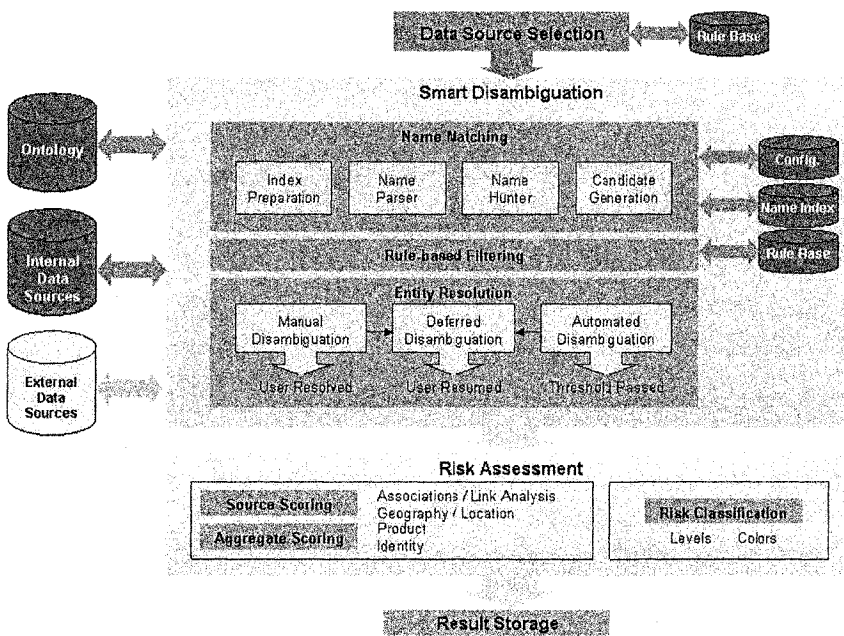 Data Source Selection
Rule Base
Smart Disambiguation
Ontology
Name Matching
Config.
Index
Preparation
Name
Parser
Name
Hunter
Candidate
Generation
Name Index
Internal
Data
Sources
Rule-based Filtering
Rule Base
Entity Resolution
Manual
Disambiguation
Deferred
Disambiguation
Automated
Disambiguation
User Resolved
User Resumed
Threshold Passed
External
Data
Sources
Risk Assessment
Source Scoring
Aggregate Scoring
Associations / Link Analysis
Geography / Location
Product
Identity
Risk Classification
Levels Colors
Result Storage